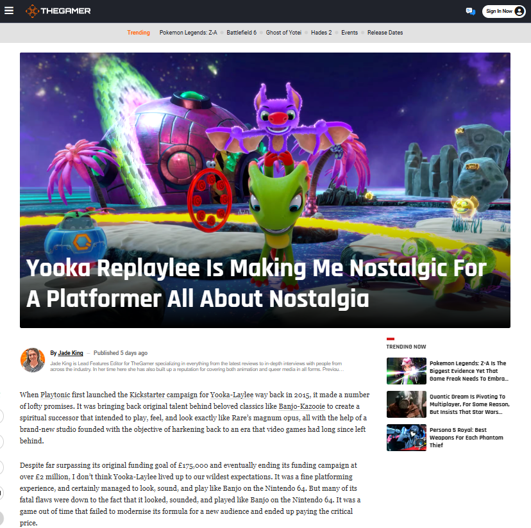 THEGAMER
Sign In Now
Trending Pokemon Legends: Z-A Battlefield 6 Ghost of Yotei Hades 2 Events Release Dates
Yooka Replaylee Is Making Me Nostalgic For
A Platformer All About Nostalgia
By Jade King
Published 5 days ago
Jade King is Lead Features Editor for TheGamer specializing in everything from the latest reviews to in-depth interviews with people from
across the industry. In her time here she has also built up a reputation for covering both animation and queer media in all forms. Previou...
When Playtonic first launched the Kickstarter campaign for Yooka-Laylee way back in 2015, it made a
number of lofty promises. It was bringing back original talent behind beloved classics like Banjo-Kazooie to create a
spiritual successor that intended to play, feel, and look exactly like Rare's magnum opus, all with the help of a
brand-new studio founded with the objective of harkening back to an era that video games had long since left
behind.
Despite far surpassing its original funding goal of £175,000 and eventually ending its funding campaign at
over £2 million, I don't think Yooka-Laylee lived up to our wildest expectations. It was a fine platforming
experience, and certainly managed to look, sound, and play like Banjo on the Nintendo 64. But many of its
fatal flaws were down to the fact that it looked, sounded, and played like Banjo on the Nintendo 64. It was a
game out of time that failed to modernise its formula for a new audience and ended up paying the critical
price.
TRENDING NOW
Pokemon Legends: Z-A Is The
Biggest Evidence Yet That
Game Freak Needs To Embra...
Quantic Dream Is Pivoting To
Multiplayer, For Some Reason,
But Insists That Star Wars...
Persona 5 Royal: Best
Weapons For Each Phantom
Thief